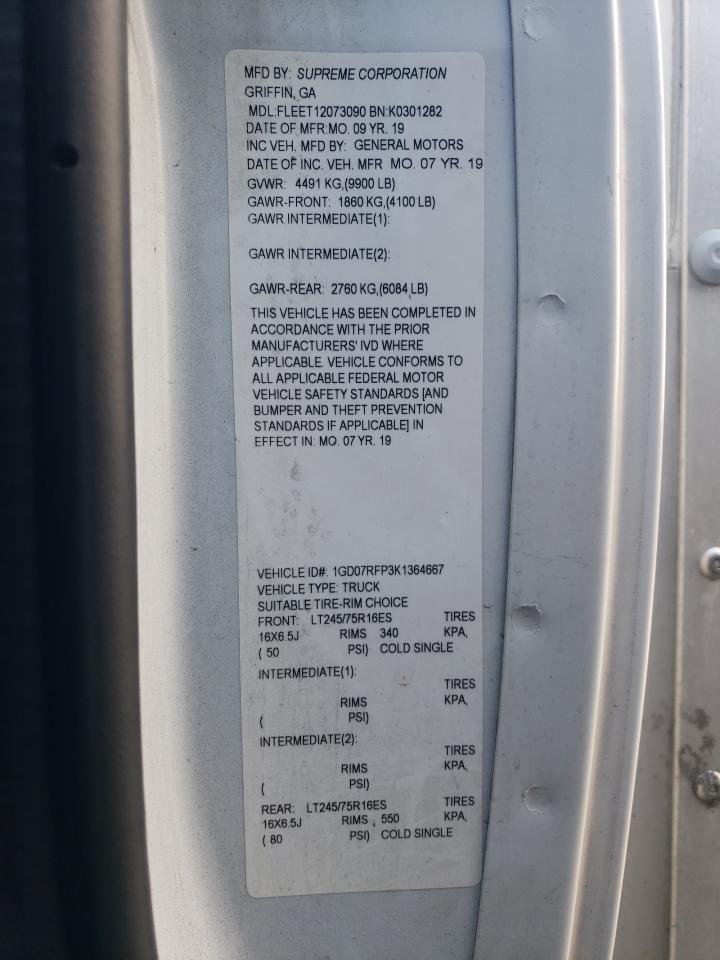 MFD BY: SUPREME CORPORATION
GRIFFIN, GA
MDL:FLEET12073090 BN:K0301282
DATE OF MFR:MO. 09 YR. 19
INC VEH. MFD BY: GENERAL MOTORS
DATE OF INC. VEH. MFR MO. 07 YR. 19
GVWR: 4491 KG,(9900 LB)
GAWR-FRONT: 1860 KG,(4100 LB)
GAWR INTERMEDIATE(1):
GAWR INTERMEDIATE(2):
GAWR-REAR: 2760 KG,(6084 LB)
THIS VEHICLE HAS BEEN COMPLETED IN
ACCORDANCE WITH THE PRIOR
MANUFACTURERS' IVD WHERE
APPLICABLE. VEHICLE CONFORMS TO
ALL APPLICABLE FEDERAL MOTOR
VEHICLE SAFETY STANDARDS [AND
BUMPER AND THEFT PREVENTION
STANDARDS IF APPLICABLE] IN
EFFECT IN: MO. 07 YR. 19
VEHICLE ID#: 1GD07RFP3K1364667
VEHICLE TYPE: TRUCK
SUITABLE TIRE-RIM CHOICE
FRONT: LT245/75R16ES TIRES
16X6.5J RIMS 340 KPA,
( 50 PSI) COLD SINGLE
INTERMEDIATE(1):
TIRES
RIMS KPA,
( PSI)
INTERMEDIATE(2):
TIRES
RIMS KPA,
( PSI)
REAR: LT245/75R16ES TIRES
16X6.5J RIMS , 550 KPA,
( 80 PSI) COLD SINGLE